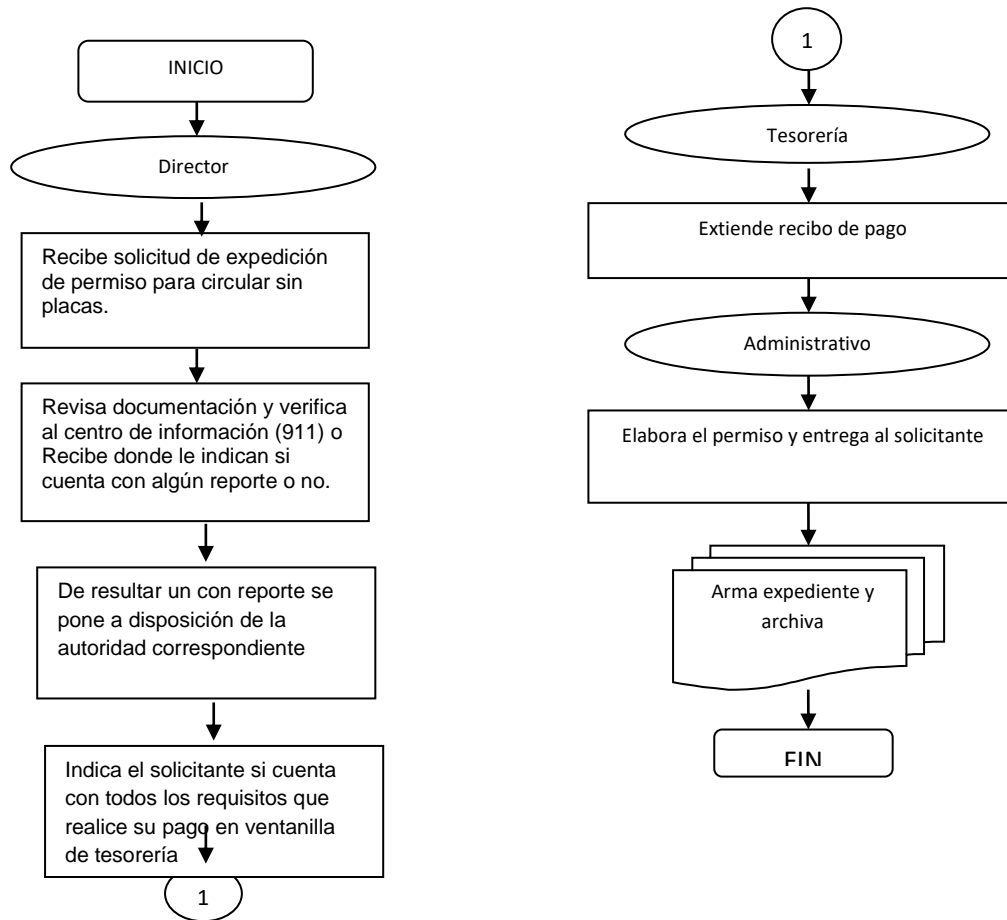 INICIO
Director
Recibe solicitud de expedición
de permiso para circular sin
placas.
Revisa documentación y verifica
al centro de información (911) o
Recibe donde le indican si
cuenta con algún reporte o no.
De resultar un con reporte se
pone a disposición de la
autoridad correspondiente
Indica el solicitante si cuenta
con todos los requisitos que
realice su pago en ventanilla
de tesorería
1
1
Tesorería
Extiende recibo de pago
Administrativo
Elabora el permiso y entrega al solicitante
Arma expediente y
archiva
FIN